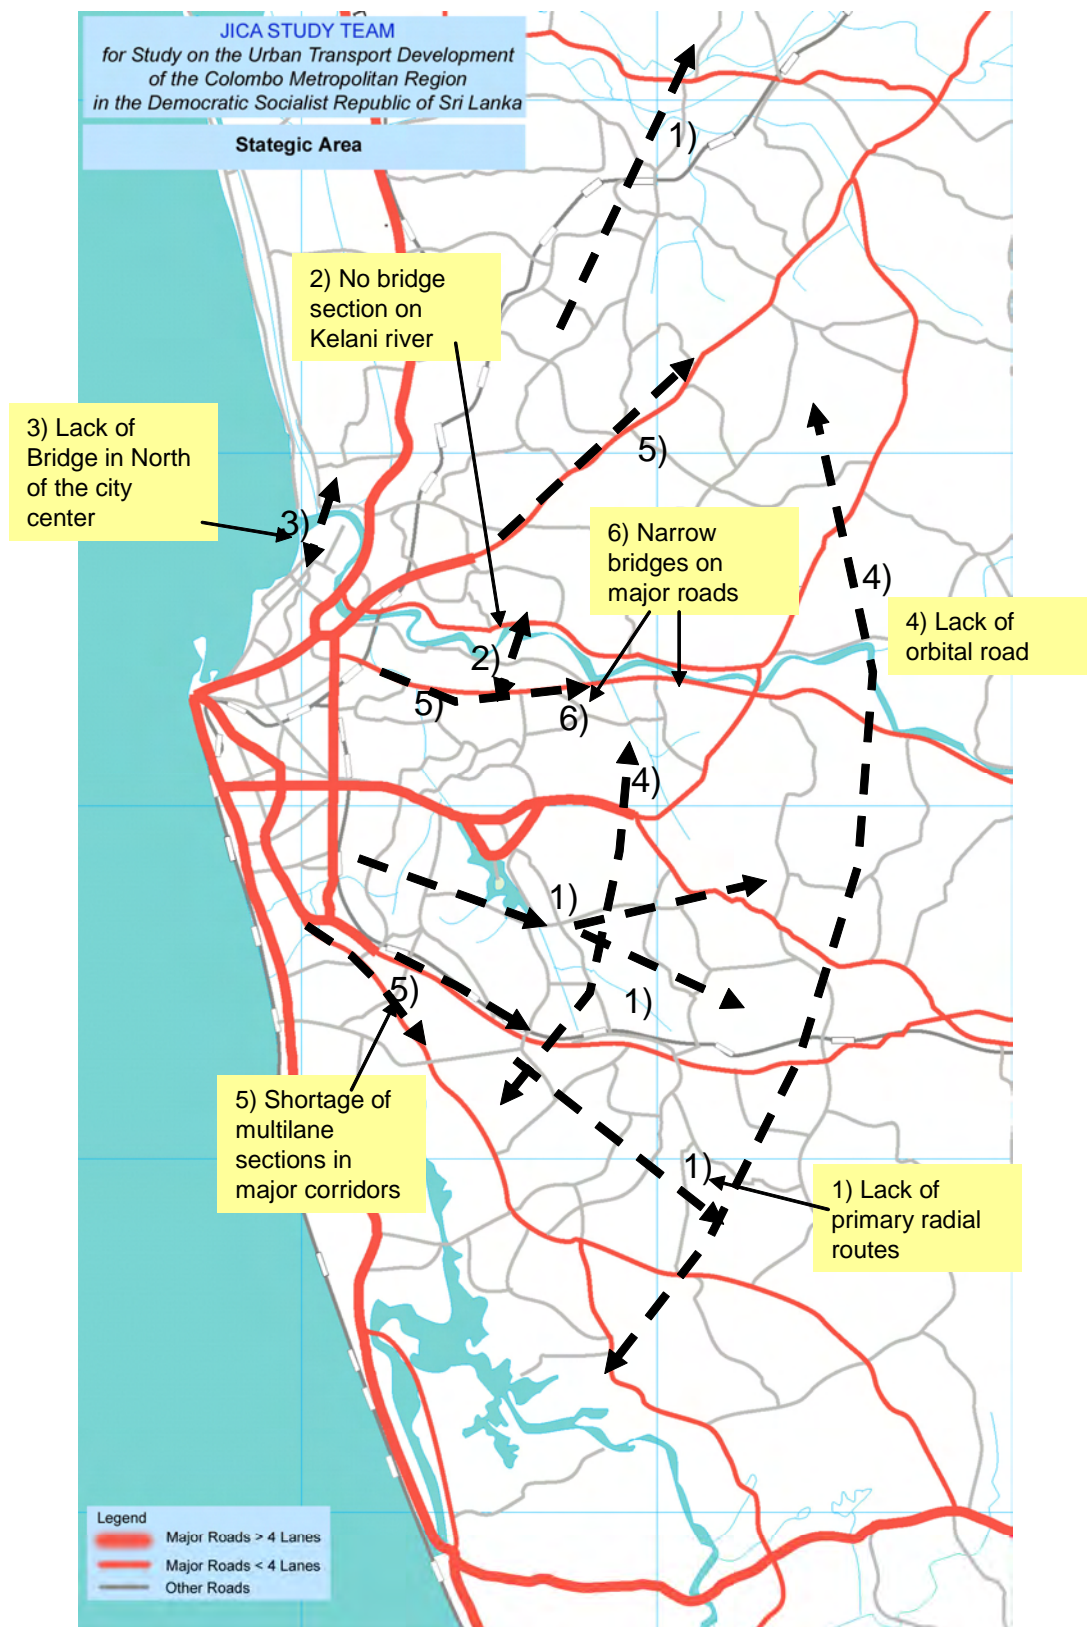 JICA STUDY TEAM
for Study on the Urban Transport Development
of the Colombo Metropolitan Region
in the Democratic Socialist Republic of Sri Lanka
Stategic Area
1)
2) No bridge
section on
Kelani river
3) Lack of
Bridge in North
of the city
center
5)
3)
6) Narrow
bridges on
major roads
4)
4) Lack of
orbital road
2)
5)
6)
4)
1)
5)
1)
5) Shortage of
multilane
sections in
major corridors
1)
1) Lack of
primary radial
routes
Legend
Major Roads > 4 Lanes
Major Roads < 4 Lanes
Other Roads